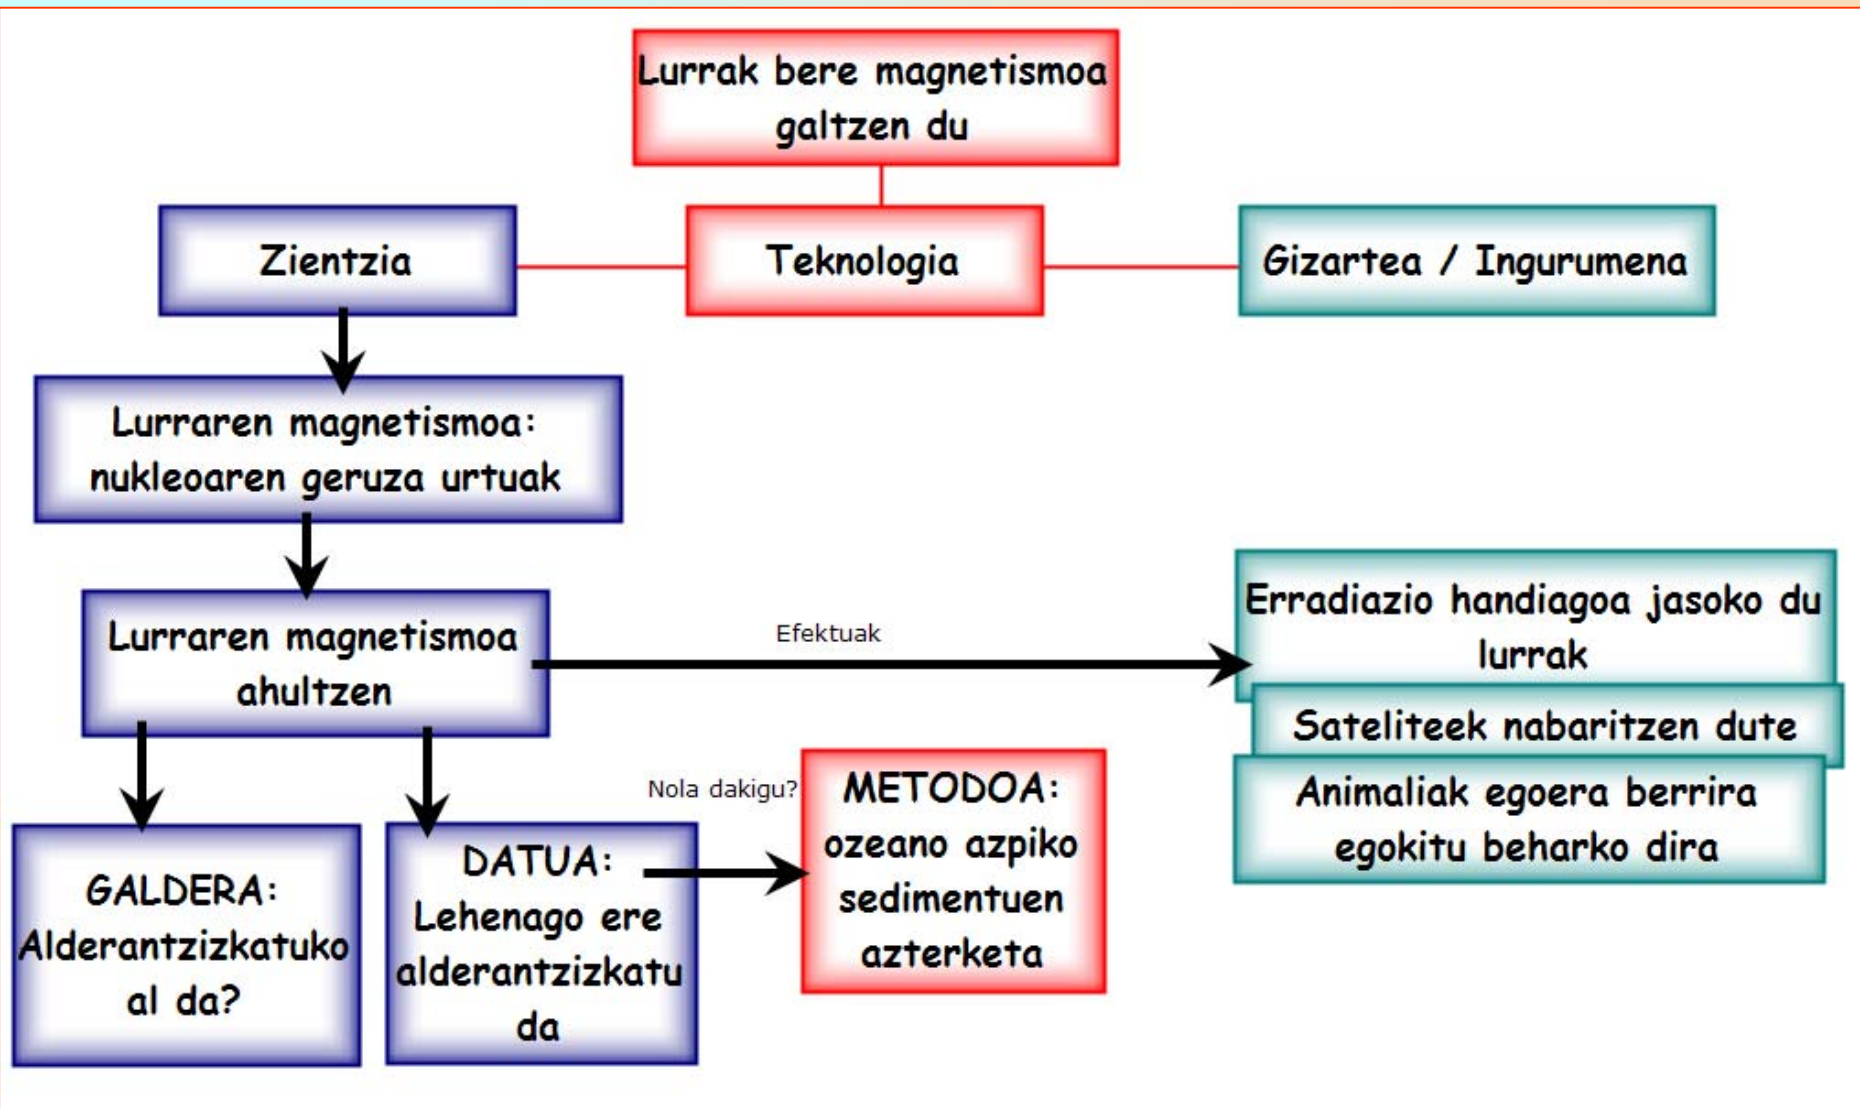 Lurrak bere magnetismoa
galtzen du
Zientzia
Teknologia
Gizartea / Ingurumena
Lurraren magnetismoa:
nukleoaren geruza urtuak
Lurraren magnetismoa
ahultzen
Efektuak
Erradiazio handiagoa jasoko du
lurrak
Sateliteek nabaritzen dute
Animaliak egoera berrira
egokitu beharko dira
GALDERA:
Alderantzizkatuko
al da?
DATUA:
Lehenago ere
alderantzizkatu
da
Nola dakigu?
METODOA:
ozeano azpiko
sedimentuen
azterketa